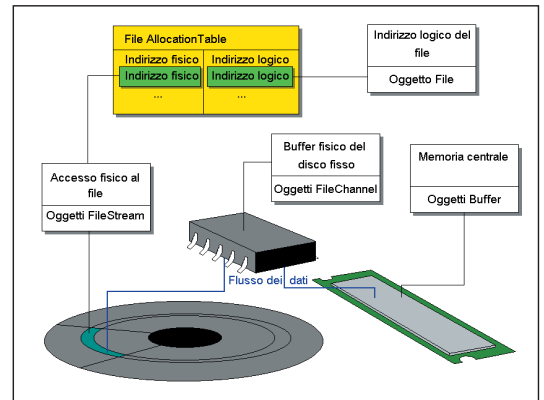 File AllocationTable
Indirizzo fisico Indirizzo logico
Indirizzo fisico Indirizzo logico
... ...
Indirizzo logico del
file
Oggetto File
Accesso fisico al
file
Oggetti FileStream
Buffer fisico del
disco fisso
Oggetti FileChannel
Memoria centrale
Oggetti Buffer
Flusso dei dati